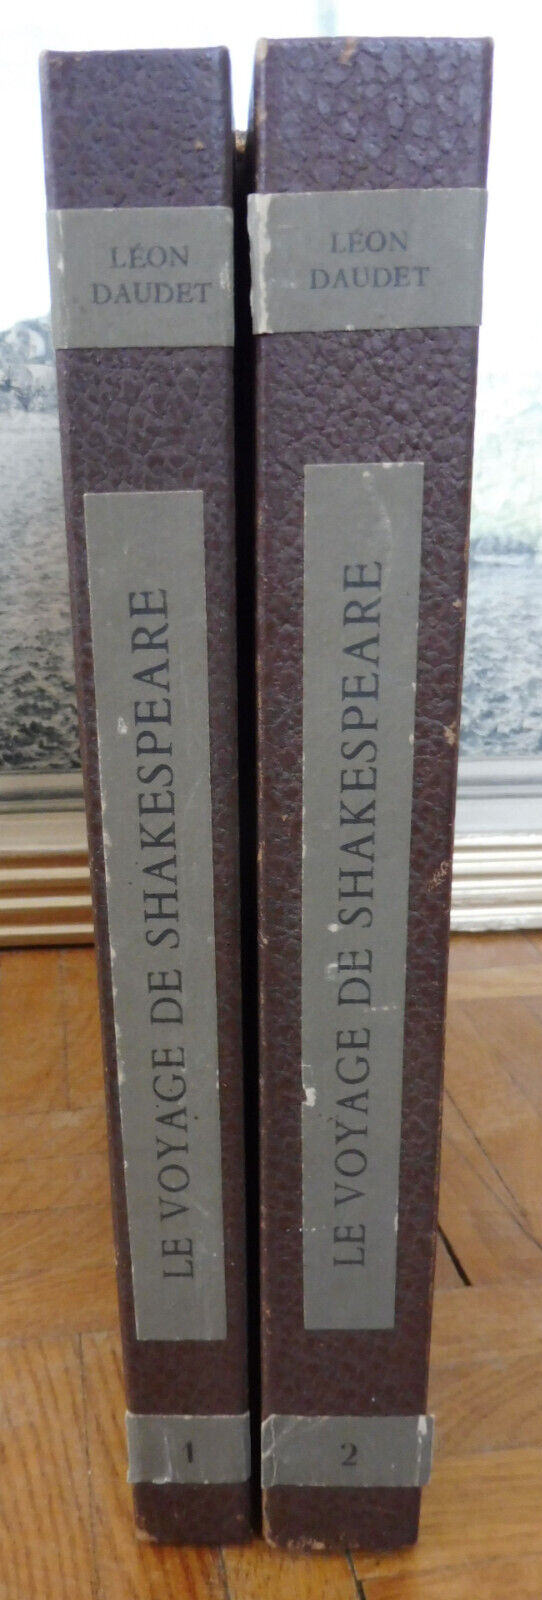 LÉON
DAUDET
LE VOYAGE DE SHAKESPEARE
1
LÉON
DAUDET
LE VOYAGE DE SHAKESPEARE
2